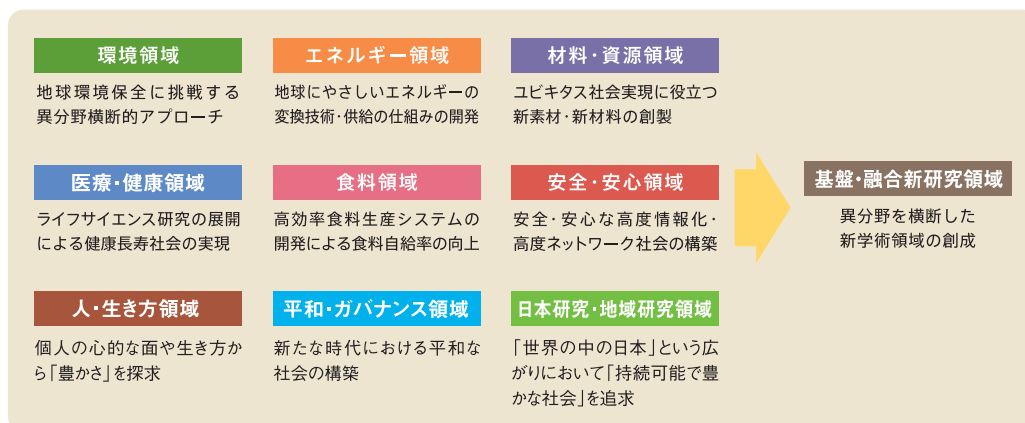 環境領域
地球環境保全に挑戦する
異分野横断的アプローチ
エネルギー領域
地球にやさしいエネルギーの
変換技術・供給の仕組みの開発
材料・資源領域
ユビキタス社会実現に役立つ
新素材・新材料の創製
医療・健康領域
ライフサイエンス研究の展開
による健康長寿社会の実現
食料領域
高効率食料生産システムの
開発による食料自給率の向上
安全・安心領域
安全・安心な高度情報化・
高度ネットワーク社会の構築
人・生き方領域
個人の心的な面や生き方か
ら「豊かさ」を探求
平和・ガバナンス領域
新たな時代における平和な
社会の構築
日本研究・地域研究領域
「世界の中の日本」という広
がりにおいて「持続可能で豊
かな社会」を追求
基盤・融合新研究領域
異分野を横断した
新学術領域の創成